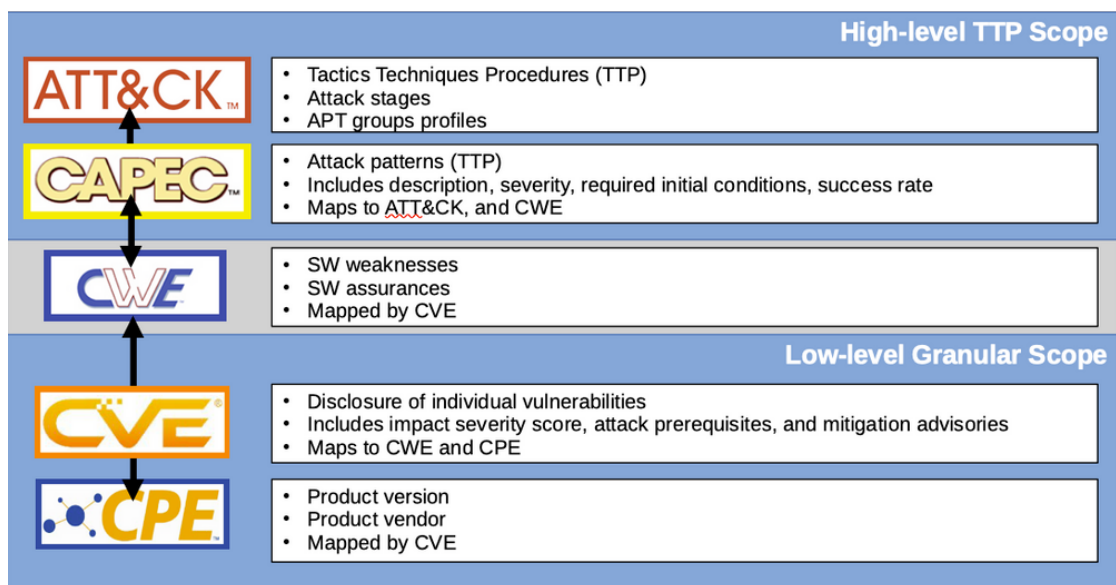 High-level TTP Scope
ATT&CK™
• Tactics Techniques Procedures (TTP)
• Attack stages
• APT groups profiles
CAPEC™
• Attack patterns (TTP)
• Includes description, severity, required initial conditions, success rate
• Maps to ATT&CK, and CWE
CWE™
• SW weaknesses
• SW assurances
• Mapped by CVE
Low-level Granular Scope
CVE®
• Disclosure of individual vulnerabilities
• Includes impact severity score, attack prerequisites, and mitigation advisories
• Maps to CWE and CPE
CPE™
• Product version
• Product vendor
• Mapped by CVE